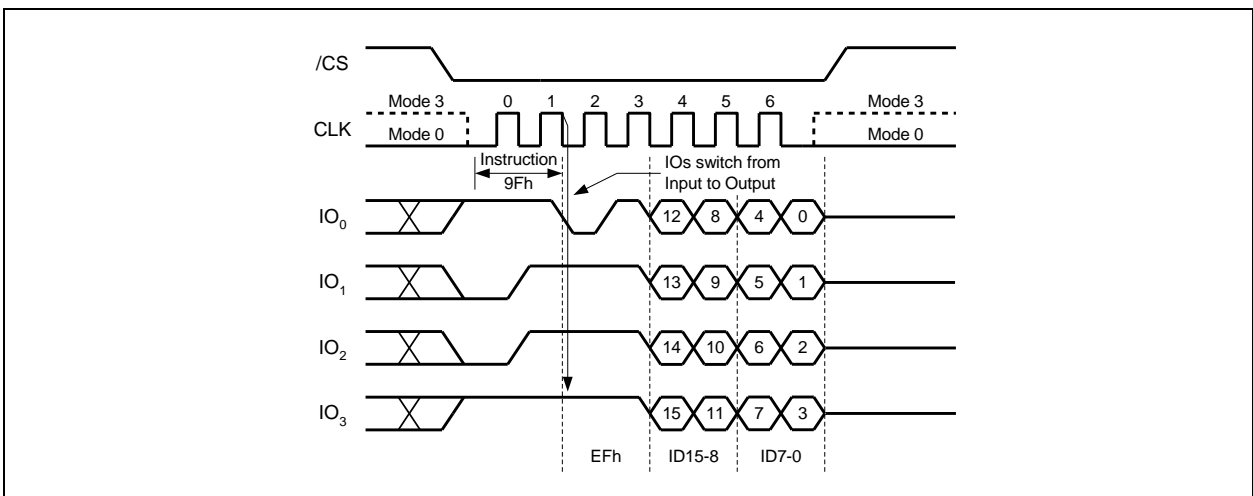 /CS
Mode 3 0 1 2 3 4 5 6 Mode 3
CLK Mode 0 Mode 0
Instruction IOs switch from
9Fh Input to Output
IO0 12 8 4 0
IO1 13 9 5 1
IO2 14 10 6 2
IO3 15 11 7 3
EFh ID15-8 ID7-0